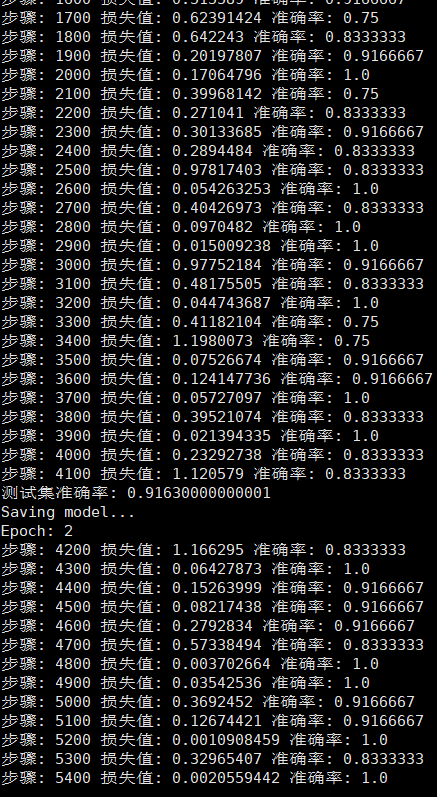 步骤: 1700 损失值: 0.62391424 准确率: 0.75
步骤: 1800 损失值: 0.642243 准确率: 0.8333333
步骤: 1900 损失值: 0.20197807 准确率: 0.9166667
步骤: 2000 损失值: 0.17064796 准确率: 1.0
步骤: 2100 损失值: 0.39968142 准确率: 0.75
步骤: 2200 损失值: 0.271041 准确率: 0.8333333
步骤: 2300 损失值: 0.30133685 准确率: 0.9166667
步骤: 2400 损失值: 0.2894484 准确率: 0.8333333
步骤: 2500 损失值: 0.97817403 准确率: 0.8333333
步骤: 2600 损失值: 0.054263253 准确率: 1.0
步骤: 2700 损失值: 0.40426973 准确率: 0.8333333
步骤: 2800 损失值: 0.0970482 准确率: 1.0
步骤: 2900 损失值: 0.015009238 准确率: 1.0
步骤: 3000 损失值: 0.97752184 准确率: 0.9166667
步骤: 3100 损失值: 0.48175505 准确率: 0.8333333
步骤: 3200 损失值: 0.044743687 准确率: 1.0
步骤: 3300 损失值: 0.41182104 准确率: 0.75
步骤: 3400 损失值: 1.1980073 准确率: 0.75
步骤: 3500 损失值: 0.07526674 准确率: 0.9166667
步骤: 3600 损失值: 0.124147736 准确率: 0.9166667
步骤: 3700 损失值: 0.05727097 准确率: 1.0
步骤: 3800 损失值: 0.39521074 准确率: 0.8333333
步骤: 3900 损失值: 0.021394335 准确率: 1.0
步骤: 4000 损失值: 0.23292738 准确率: 0.8333333
步骤: 4100 损失值: 1.120579 准确率: 0.8333333
测试集准确率: 0.91630000000001
Saving model...
Epoch: 2
步骤: 4200 损失值: 1.166295 准确率: 0.8333333
步骤: 4300 损失值: 0.06427873 准确率: 1.0
步骤: 4400 损失值: 0.15263999 准确率: 0.9166667
步骤: 4500 损失值: 0.08217438 准确率: 0.9166667
步骤: 4600 损失值: 0.2792834 准确率: 0.9166667
步骤: 4700 损失值: 0.57338494 准确率: 0.8333333
步骤: 4800 损失值: 0.003702664 准确率: 1.0
步骤: 4900 损失值: 0.03542536 准确率: 1.0
步骤: 5000 损失值: 0.3692452 准确率: 0.9166667
步骤: 5100 损失值: 0.12674421 准确率: 0.9166667
步骤: 5200 损失值: 0.0010908459 准确率: 1.0
步骤: 5300 损失值: 0.32965407 准确率: 0.8333333
步骤: 5400 损失值: 0.0020559442 准确率: 1.0